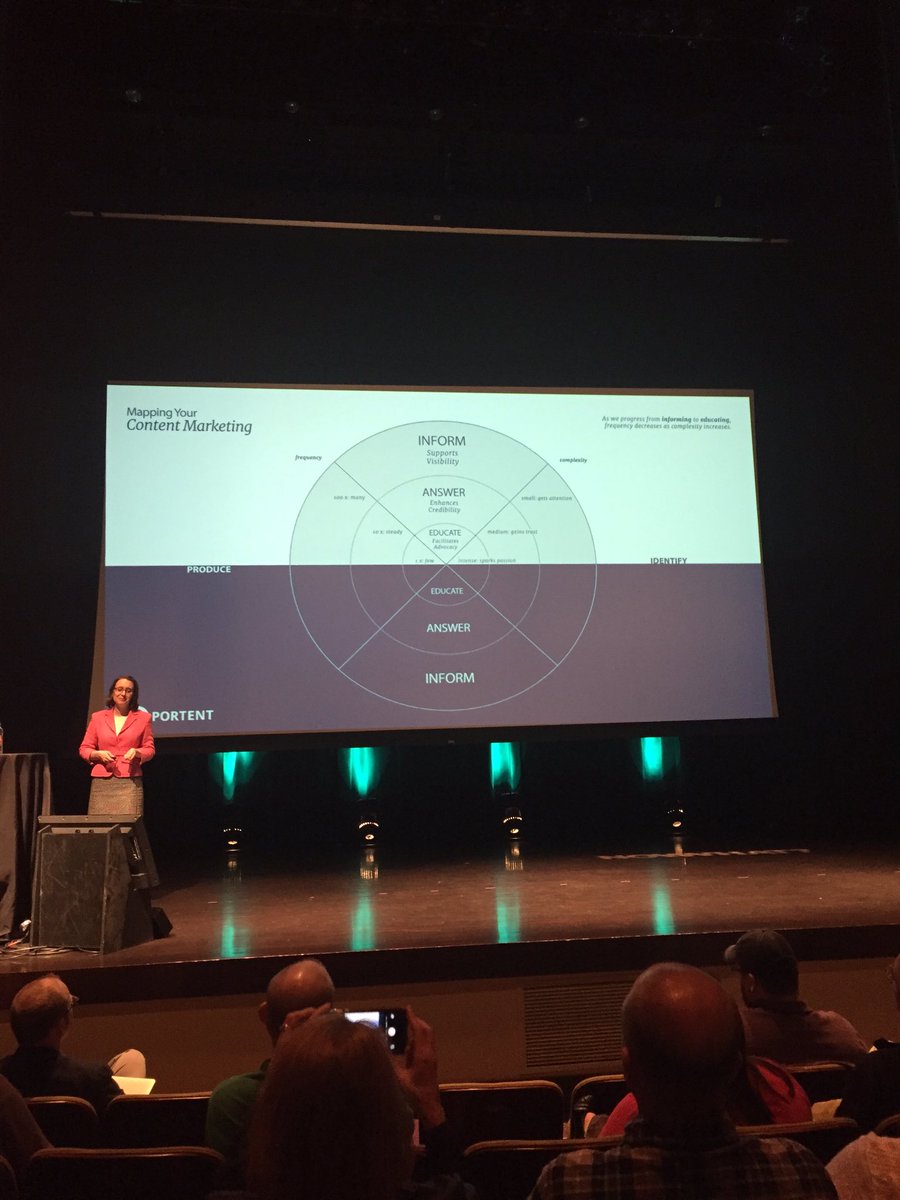 Mapping Your
Content Marketing
As we progress from informing to educating,
frequency decreases as complexity increases.
INFORM
Supports
Visibility
frequency
complexity
100 x: many
ANSWER
Enhances
Credibility
small: gets attention
10 x: steady
EDUCATE
Facilitates
Advocacy
medium: gains trust
1 x: few
intense: sparks passion
PRODUCE
IDENTIFY
EDUCATE
ANSWER
INFORM
PORTENT